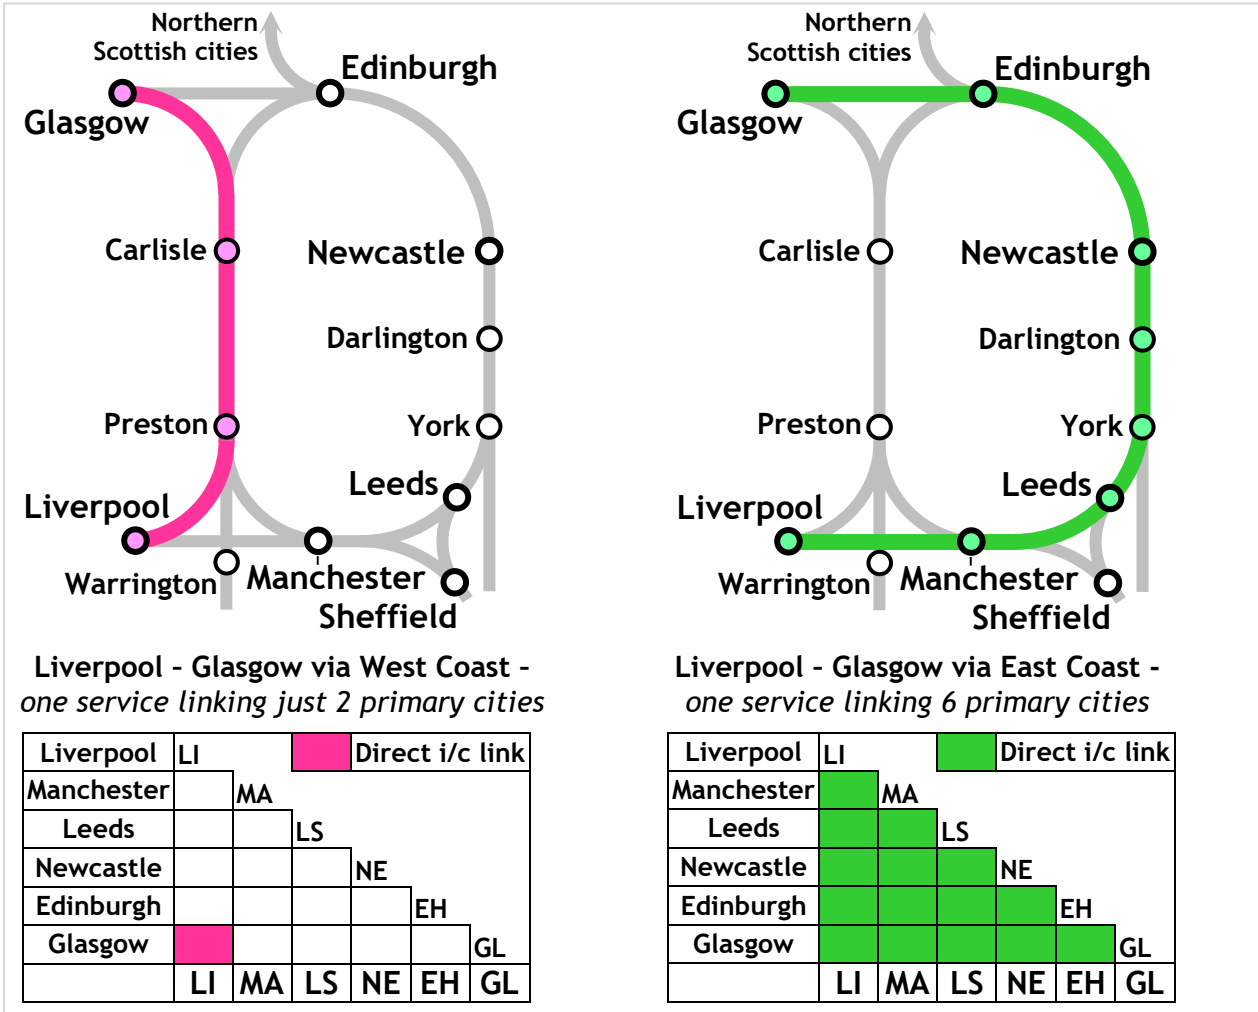 Northern
Scottish cities
Edinburgh
Glasgow
Carlisle
Newcastle
Darlington
Preston
York
Leeds
Liverpool
Warrington
Manchester
Sheffield
Liverpool – Glasgow via West Coast –
one service linking just 2 primary cities
Liverpool LI Direct i/c link
Manchester MA
Leeds LS
Newcastle NE
Edinburgh EH
Glasgow GL
LI MA LS NE EH GL
Northern
Scottish cities
Edinburgh
Glasgow
Carlisle
Newcastle
Darlington
Preston
York
Leeds
Liverpool
Warrington
Manchester
Sheffield
Liverpool – Glasgow via East Coast -
one service linking 6 primary cities
Liverpool LI Direct i/c link
Manchester MA
Leeds LS
Newcastle NE
Edinburgh EH
Glasgow GL
LI MA LS NE EH GL